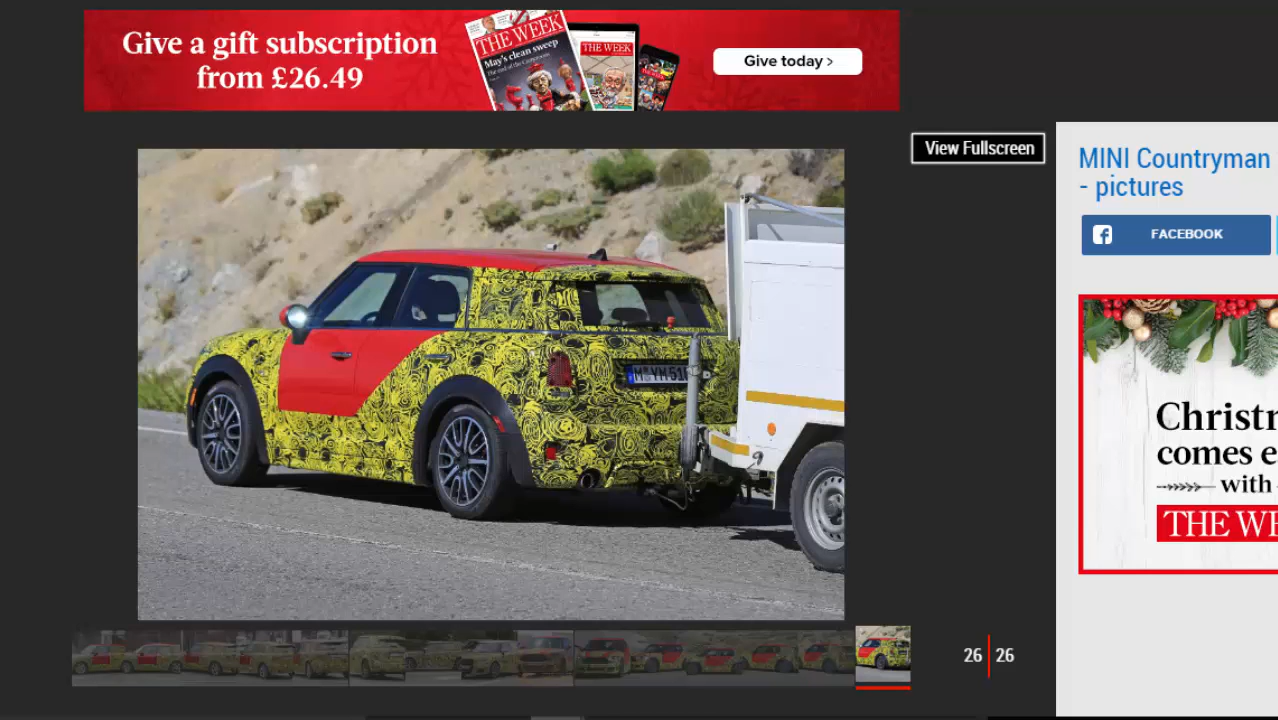 Give a gift subscription
from £26.49
THE WEEK
May's clean sweep
THE WEEK
Give today >
View Fullscreen
MINI Countryman
- pictures
FACEBOOK
Christm
comes e
with
THE WE
26 26